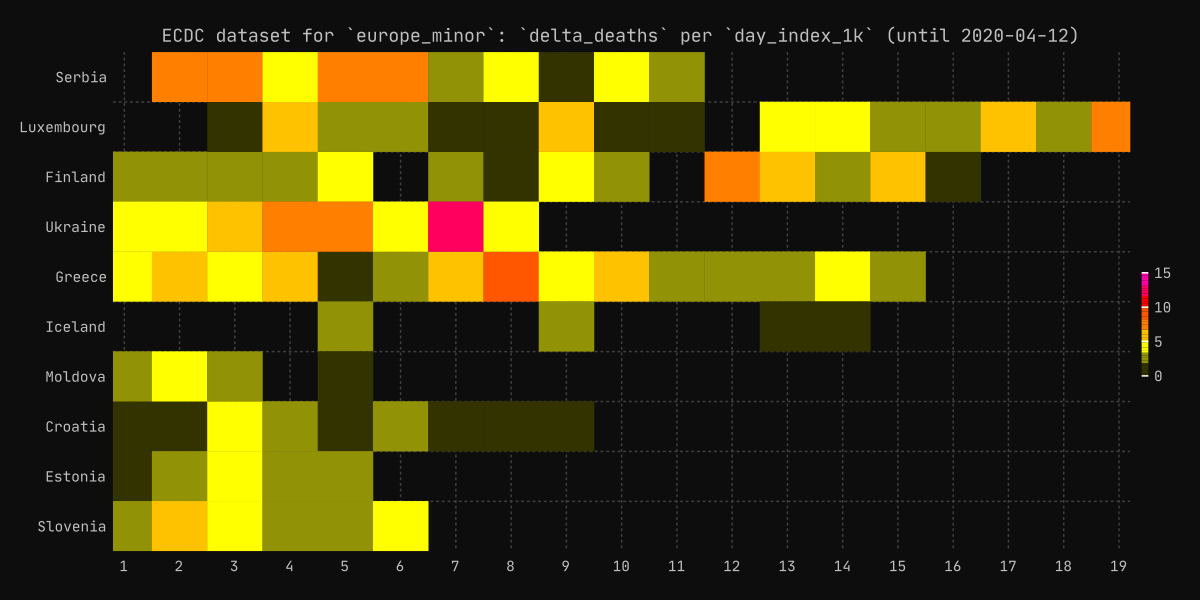 ECDC dataset for `europe_minor`: `delta_deaths` per `day_index_1k` (until 2020-04-12)
Serbia
Luxembourg
Finland
Ukraine
Greece
Iceland
Moldova
Croatia
Estonia
Slovenia
1 2 3 4 5 6 7 8 9 10 11 12 13 14 15 16 17 18 19
15
10
5
0